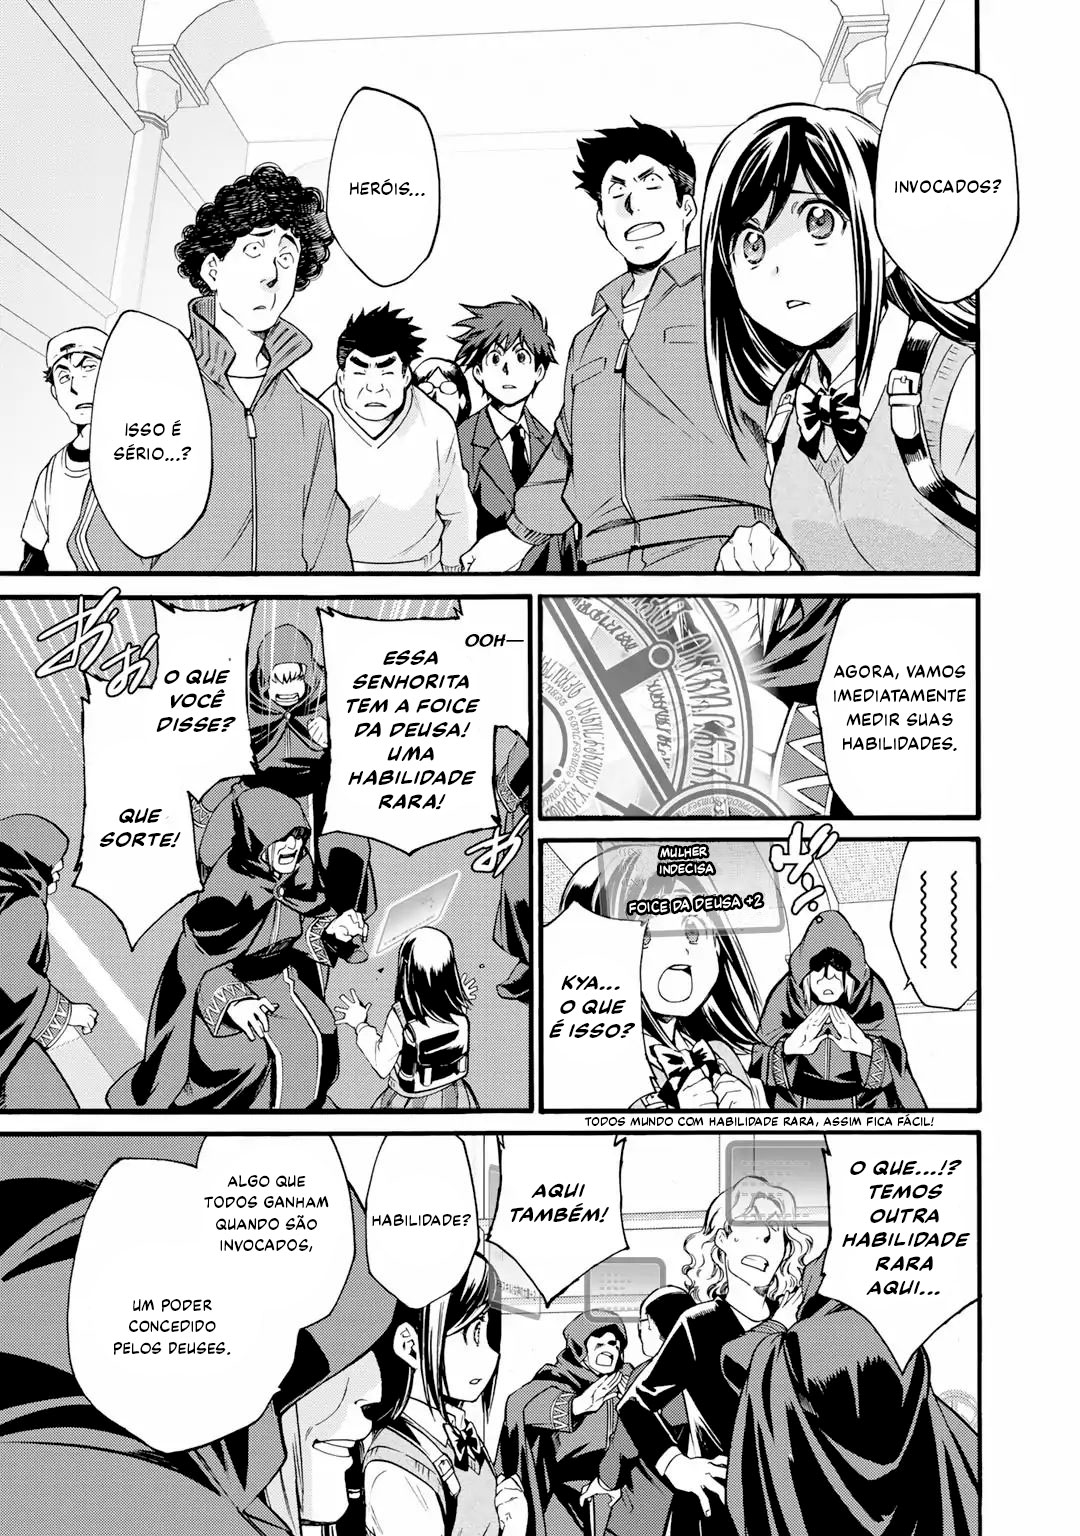 INVOCADOS?
HERÓIS...
ISSO É
SÉRIO...?
AGORA, VAMOS
IMEDIATAMENTE
MEDIR SUAS
HABILIDADES.
MULHER
INDECISA
FOICE DA DEUSA +2
KYA...
O QUE
É ISSO?
TODOS MUNDO COM HABILIDADE RARA, ASSIM FICA FÁCIL!
OOH—
ESSA
SENHORITA
TEM A FOICE
DA DEUSA!
UMA
HABILIDADE
RARA!
O QUE
VOCÊ
DISSE?
QUE
SORTE!
おおお
O QUE...!?
TEMOS
OUTRA
HABILIDADE
RARA
AQUI...
AQUI
TAMBÉM!
HABILIDADE?
ALGO QUE
TODOS GANHAM
QUANDO SÃO
INVOCADOS,
UM PODER
CONCEDIDO
PELOS DEUSES.